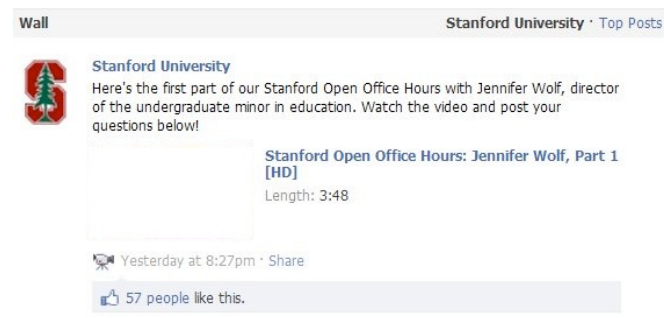 Wall
Stanford University · Top Posts
Stanford University
Here's the first part of our Stanford Open Office Hours with Jennifer Wolf, director
of the undergraduate minor in education. Watch the video and post your
questions below!
Stanford Open Office Hours: Jennifer Wolf, Part 1
[HD]
Length: 3:48
Yesterday at 8:27pm · Share
57 people like this.